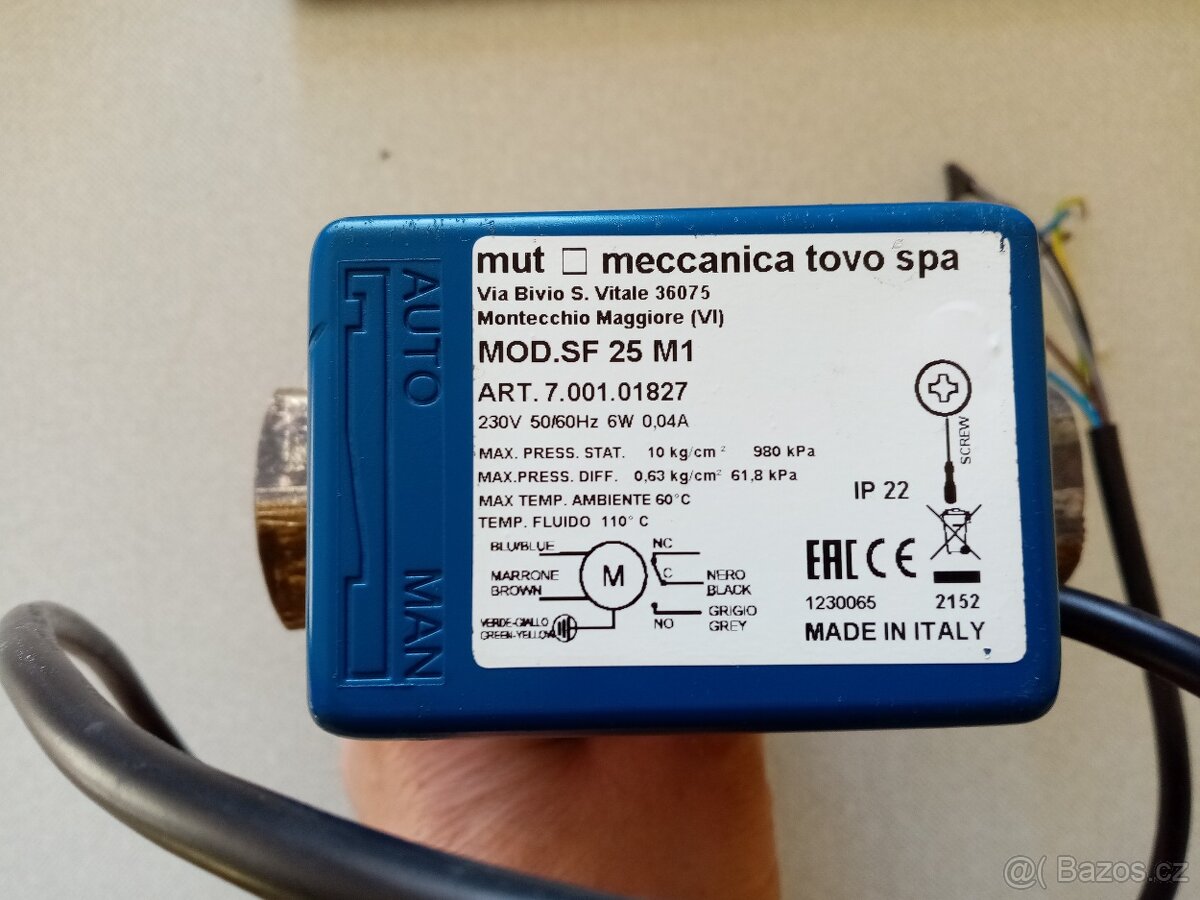 AUTO
MAN
mut meccanica tovo spa
Via Bivio S. Vitale 36075
Montecchio Maggiore (VI)
MOD.SF 25 M1
ART. 7.001.01827
230V 50/60Hz 6W 0,04A
MAX. PRESS. STAT. 10 kg/cm² 980 kPa
MAX.PRESS. DIFF. 0,63 kg/cm² 61,8 kPa
MAX TEMP. AMBIENTE 60°C
TEMP. FLUIDO 110° C
SCREW
IP 22
BLU/BLUE
MARRONE
BROWN
VERDE-GIALLO
GREEN-YELLOW
M
NC
C
NERO
BLACK
NO
GRIGIO
GREY
EAC CE
1230065 2152
MADE IN ITALY
@( Bazos.cz